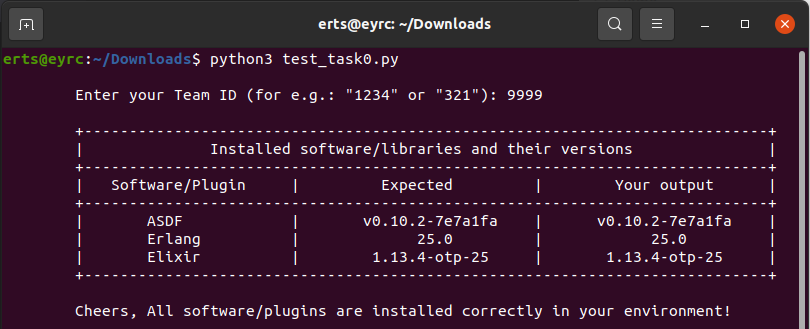 erts@eyrc: ~/Downloads
erts@eyrc:~/Downloads$ python3 test_task0.py
Enter your Team ID (for e.g.: "1234" or "321"): 9999
+-----------------------------------------------------------------------------+
| Installed software/libraries and their versions |
+-----------------------------------------------------------------------------+
| Software/Plugin | Expected | Your output |
+-----------------------------------------------------------------------------+
| ASDF | v0.10.2-7e7a1fa | v0.10.2-7e7a1fa |
| Erlang | 25.0 | 25.0 |
| Elixir | 1.13.4-otp-25 | 1.13.4-otp-25 |
+-----------------------------------------------------------------------------+
Cheers, All software/plugins are installed correctly in your environment!